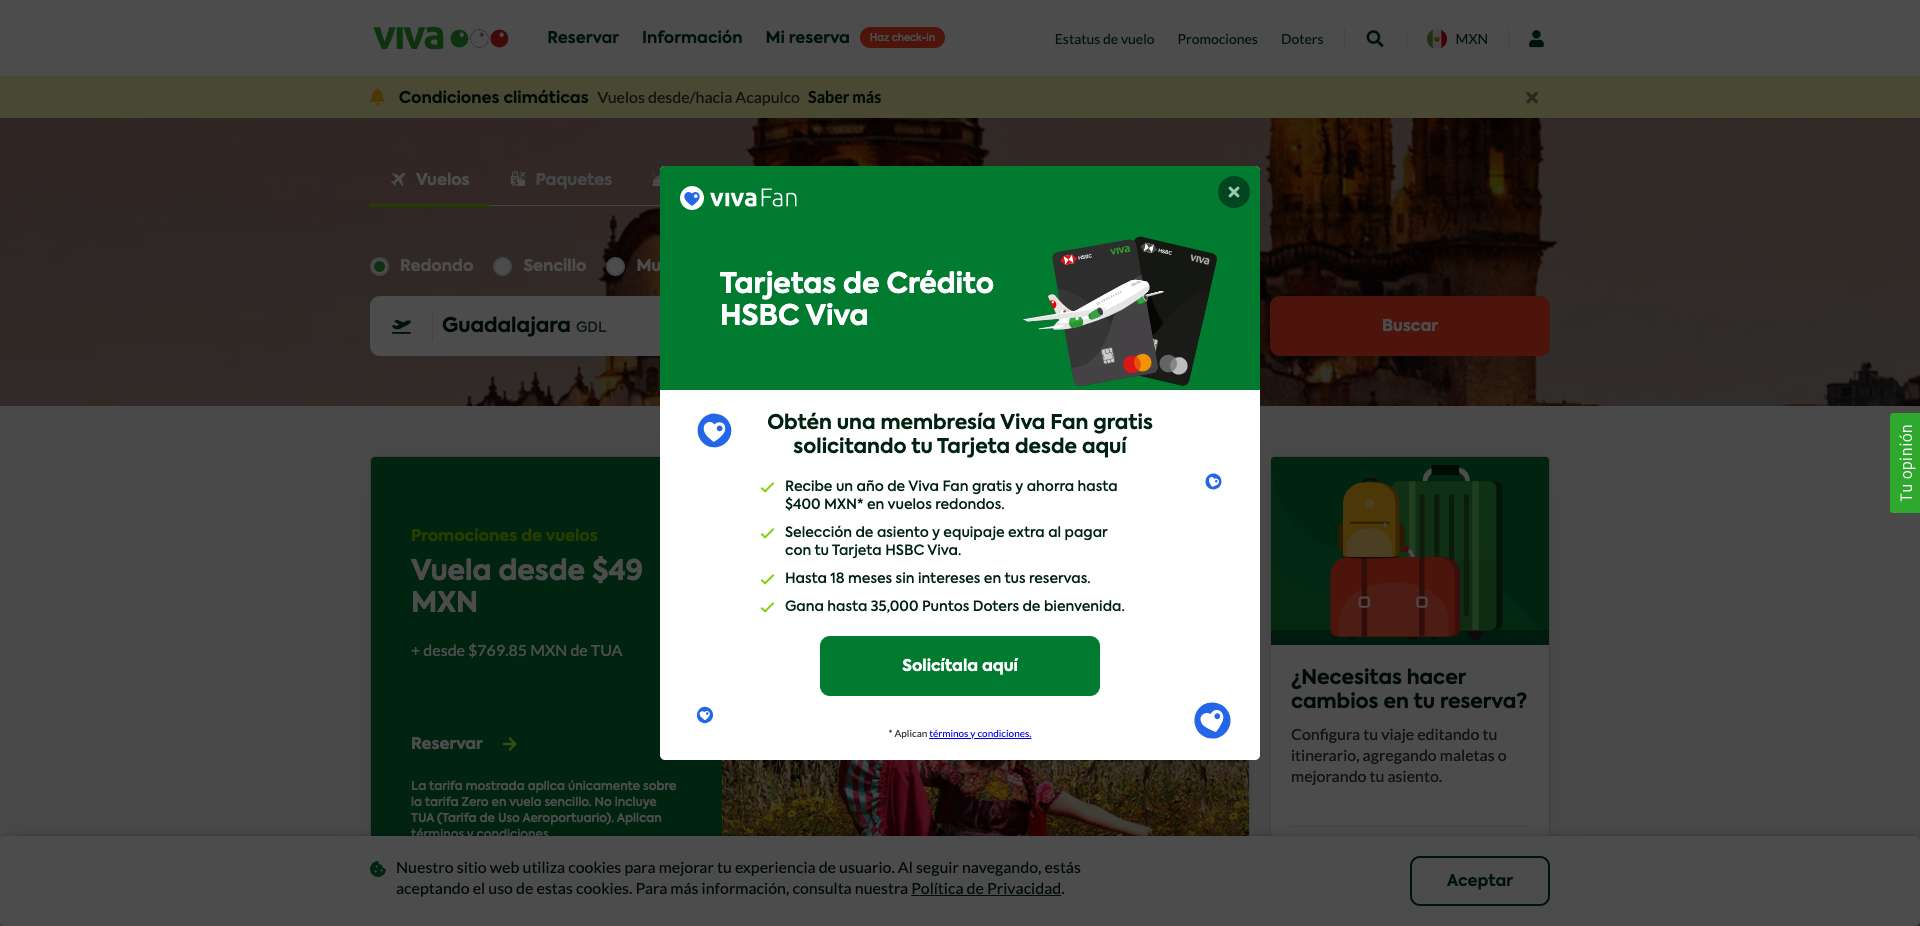 viva
Reservar
Información
Mi reserva
Haz check-in
Estatus de vuelo
Promociones
Doters
MXN
Condiciones climáticas Vuelos desde/hacia Acapulco Saber más
Vuelos
Paquetes
Redondo
Sencillo
Mu
Guadalajara GDL
Buscar
viva Fan
Tarjetas de Crédito
HSBC Viva
HSBC
viva
HSBC
viva
Obtén una membresía Viva Fan gratis
solicitando tu Tarjeta desde aquí
Recibe un año de Viva Fan gratis y ahorra hasta
$400 MXN* en vuelos redondos.
Selección de asiento y equipaje extra al pagar
con tu Tarjeta HSBC Viva.
Hasta 18 meses sin intereses en tus reservas.
Gana hasta 35,000 Puntos Doters de bienvenida.
Solicítala aquí
* Aplican términos y condiciones.
Tu opinión
Promociones de vuelos
Vuela desde $49
MXN
+ desde $769.85 MXN de TUA
Reservar
La tarifa mostrada aplica únicamente sobre
la tarifa Zero en vuelo sencillo. No incluye
TUA (Tarifa de Uso Aeroportuario). Aplican
términos y condiciones
¿Necesitas hacer
cambios en tu reserva?
Configura tu viaje editando tu
itinerario, agregando maletas o
mejorando tu asiento.
Nuestro sitio web utiliza cookies para mejorar tu experiencia de usuario. Al seguir navegando, estás
aceptando el uso de estas cookies. Para más información, consulta nuestra Política de Privacidad.
Aceptar